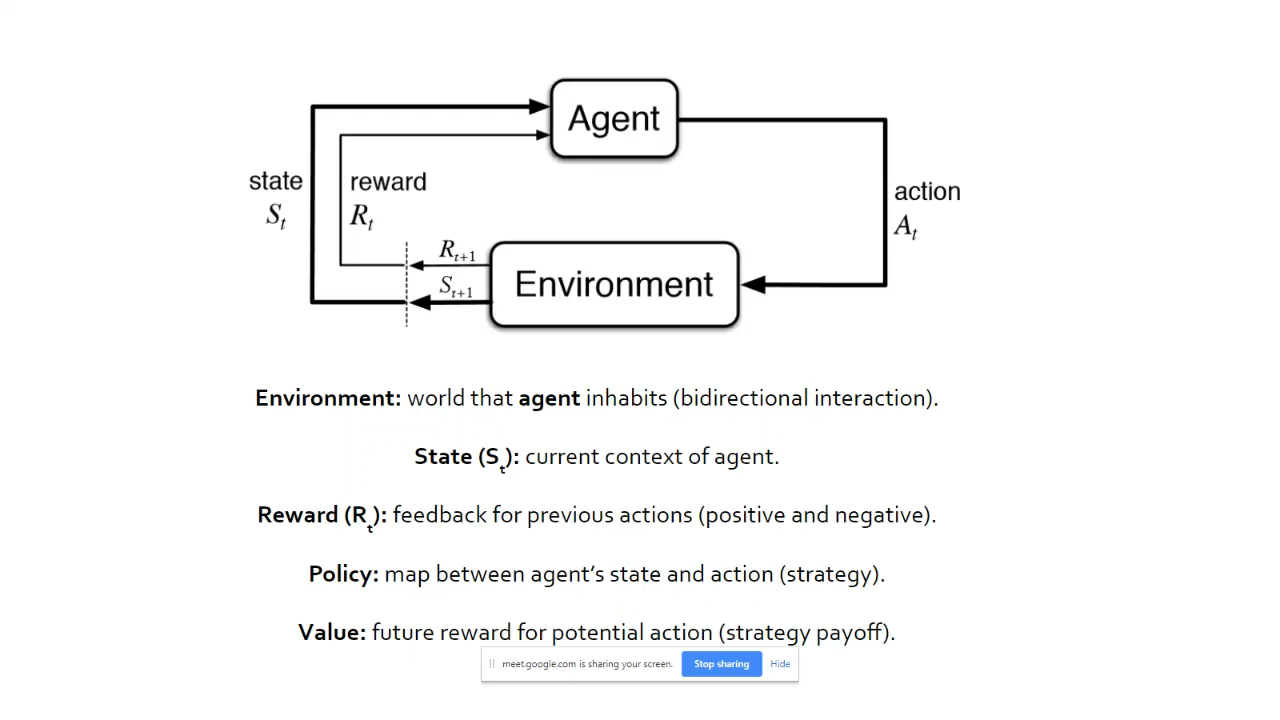 Agent
state
S_t
reward
R_t
action
A_t
R_{t+1}
S_{t+1}
Environment
Environment: world that agent inhabits (bidirectional interaction).
State (S_t): current context of agent.
Reward (R_t): feedback for previous actions (positive and negative).
Policy: map between agent’s state and action (strategy).
Value: future reward for potential action (strategy payoff).
meet.google.com is sharing your screen. Stop sharing Hide